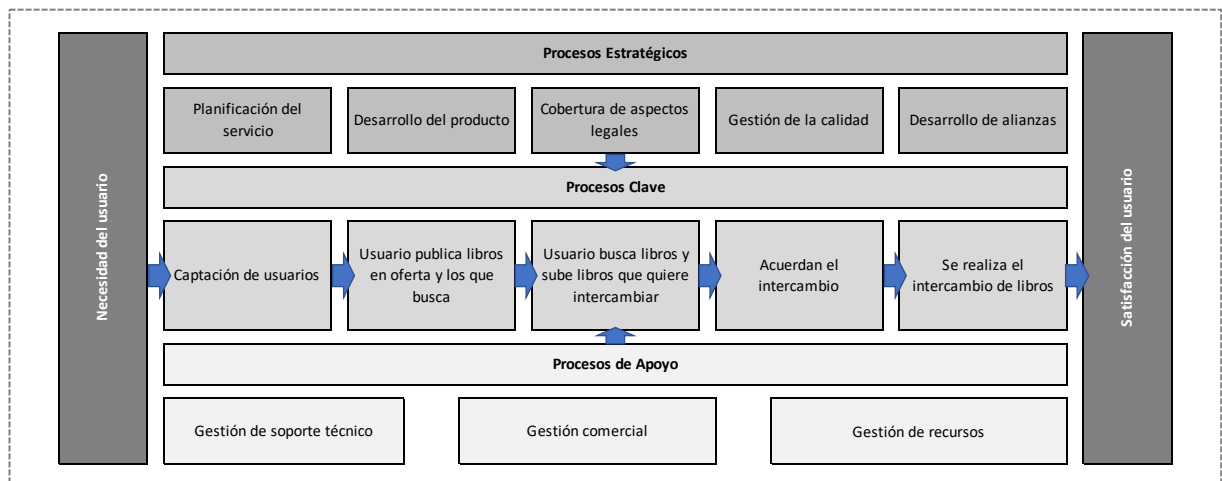 Necesidad del usuario
Procesos Estratégicos
Planificación del
servicio
Desarrollo del producto
Cobertura de aspectos
legales
Gestión de la calidad
Desarrollo de alianzas
Procesos Clave
Captación de usuarios
Usuario publica libros
en oferta y los que
busca
Usuario busca libros y
sube libros que quiere
intercambiar
Acuerdan el
intercambio
Se realiza el
intercambio de libros
Procesos de Apoyo
Gestión de soporte técnico
Gestión comercial
Gestión de recursos
Satisfacción del usuario